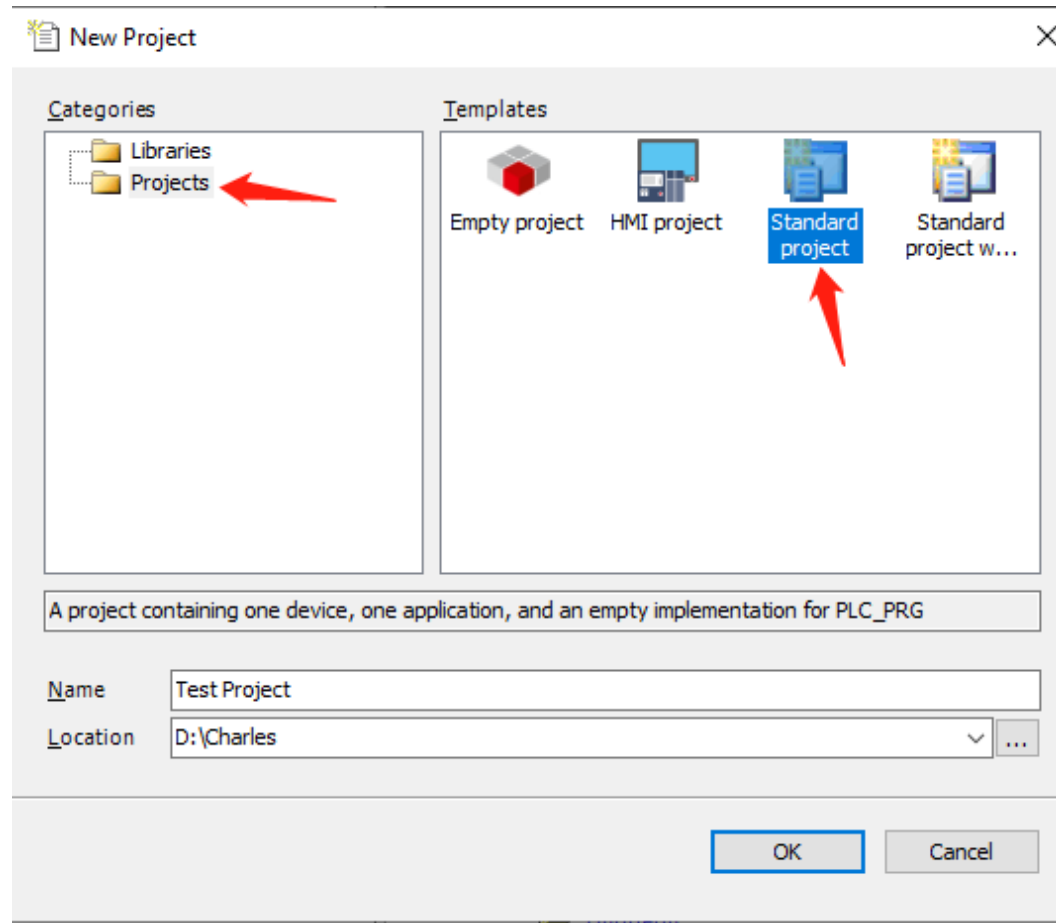 New Project
Categories
Libraries
Projects
Templates
Empty project
HMI project
Standard
project
Standard
project w...
A project containing one device, one application, and an empty implementation for PLC_PRG
Name
Test Project
Location
D:\Charles
...
OK
Cancel